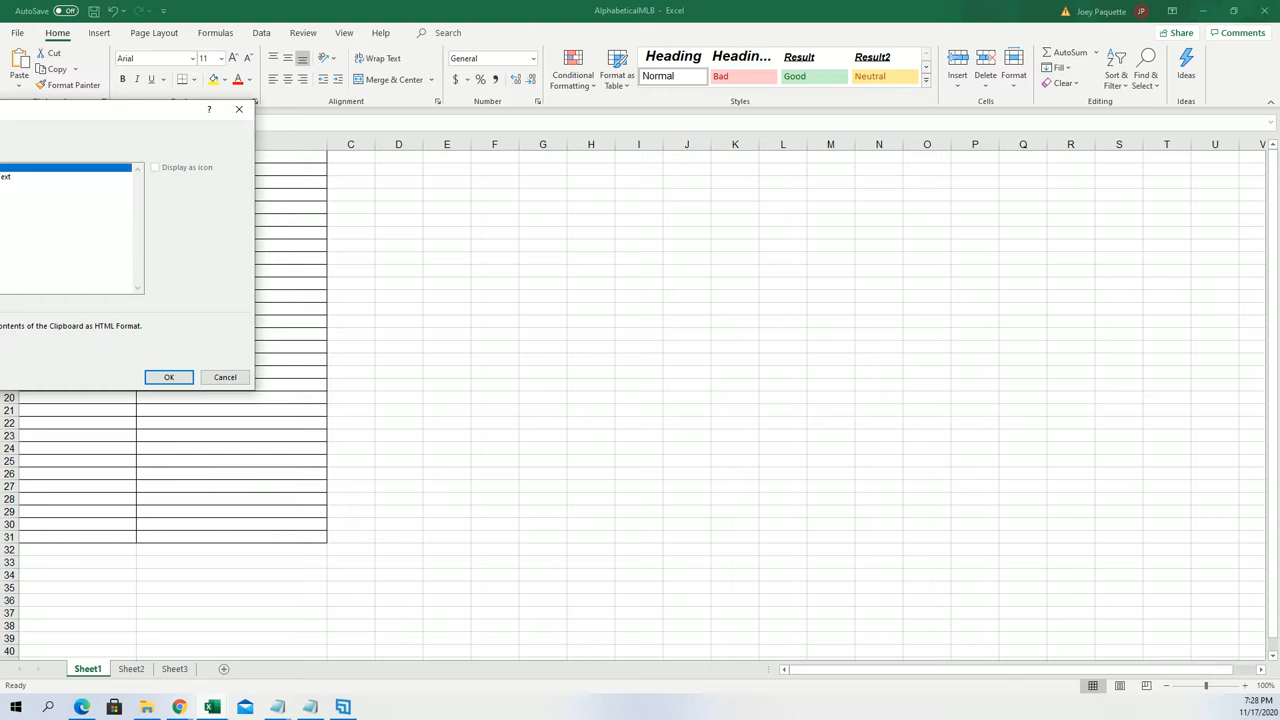 AutoSave Off
AlphabeticalMLB - Excel
Joey Paquette JP
File Home Insert Page Layout Formulas Data Review View Help Search
Share Comments
Paste
Cut
Copy
Format Painter
Arial 11
B I U
Wrap Text
Merge & Center
Alignment
General
$ % ,
Number
Conditional Formatting
Format as Table
Heading Headin... Result Result2
Normal Bad Good Neutral
Styles
Insert Delete Format
Cells
AutoSum
Fill
Clear
Sort & Filter
Find & Select
Editing
Ideas
Ideas
?
Display as icon
ext
ontents of the Clipboard as HTML Format.
OK Cancel
C D E F G H I J K L M N O P Q R S T U V
20
21
22
23
24
25
26
27
28
29
30
31
32
33
34
35
36
37
38
39
40
Sheet1 Sheet2 Sheet3
Ready
100%
7:28 PM
11/17/2020